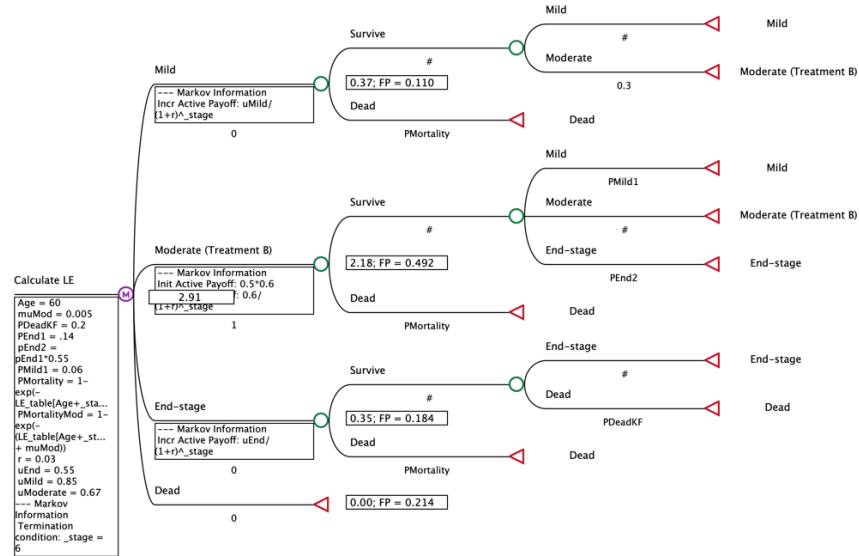 Mild
Survive
Mild
Mild
#
#
Moderate
Moderate (Treatment B)
0.3
--- Markov Information
Incr Active Payoff: uMild/
(1+r)^_stage
0.37; FP = 0.110
Dead
Dead
0
PMortality
Mild
Mild
PMild1
Survive
Moderate
Moderate (Treatment B)
#
#
Moderate (Treatment B)
End-stage
End-stage
--- Markov Information
Init Active Payoff: 0.5*0.6
2.91
: 0.6/
(1+r)^_stage
2.18; FP = 0.492
PEnd2
Dead
Dead
1
PMortality
Calculate LE
M
Age = 60
muMod = 0.005
PDeadKF = 0.2
PEnd1 = .14
pEnd2 =
pEnd1*0.55
PMild1 = 0.06
PMortality = 1-
exp(-
LE_table[Age+_sta...
PMortalityMod = 1-
exp(-
(LE_table[Age+_st...
+ muMod))
r = 0.03
uEnd = 0.55
uMild = 0.85
uModerate = 0.67
--- Markov
Information
Termination
condition: _stage =
6
End-stage
Survive
End-stage
End-stage
#
#
Dead
Dead
PDeadKF
--- Markov Information
Incr Active Payoff: uEnd/
(1+r)^_stage
0.35; FP = 0.184
Dead
Dead
0
PMortality
Dead
0.00; FP = 0.214
0